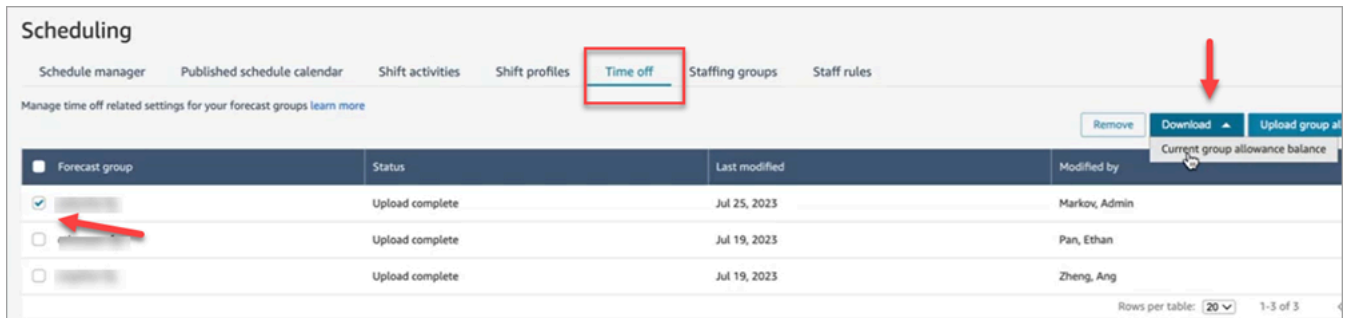 Scheduling
Schedule manager Published schedule calendar Shift activities Shift profiles Time off Staffing groups Staff rules
Manage time off related settings for your forecast groups learn more
Remove Download Upload group
Current group allowance balance
Forecast group Status Last modified Modified by
Upload complete Jul 25, 2023 Markov, Admin
Upload complete Jul 19, 2023 Pan, Ethan
Upload complete Jul 19, 2023 Zheng, Ang
Rows per table: 20 1-3 of 3